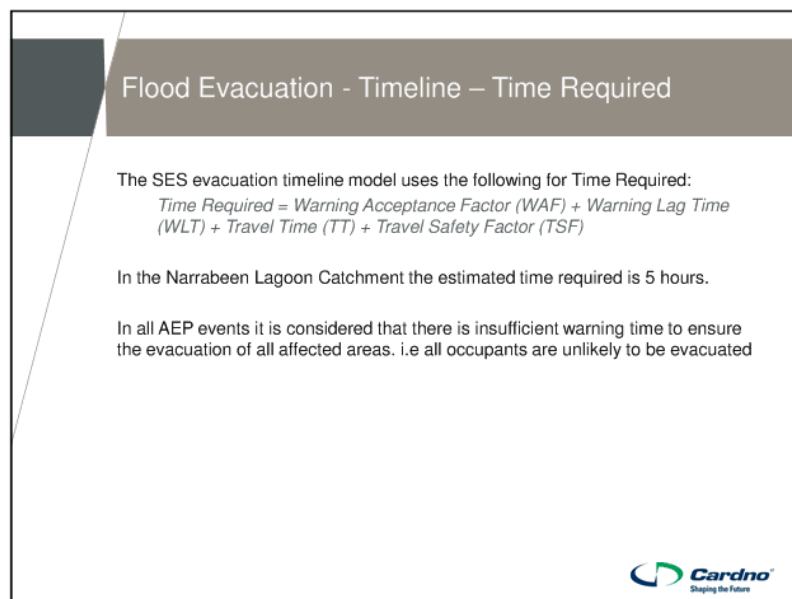 Flood Evacuation - Timeline – Time Required
The SES evacuation timeline model uses the following for Time Required:
Time Required = Warning Acceptance Factor (WAF) + Warning Lag Time
(WLT) + Travel Time (TT) + Travel Safety Factor (TSF)
In the Narrabeen Lagoon Catchment the estimated time required is 5 hours.
In all AEP events it is considered that there is insufficient warning time to ensure
the evacuation of all affected areas. i.e all occupants are unlikely to be evacuated
Cardno®
Shaping the Future